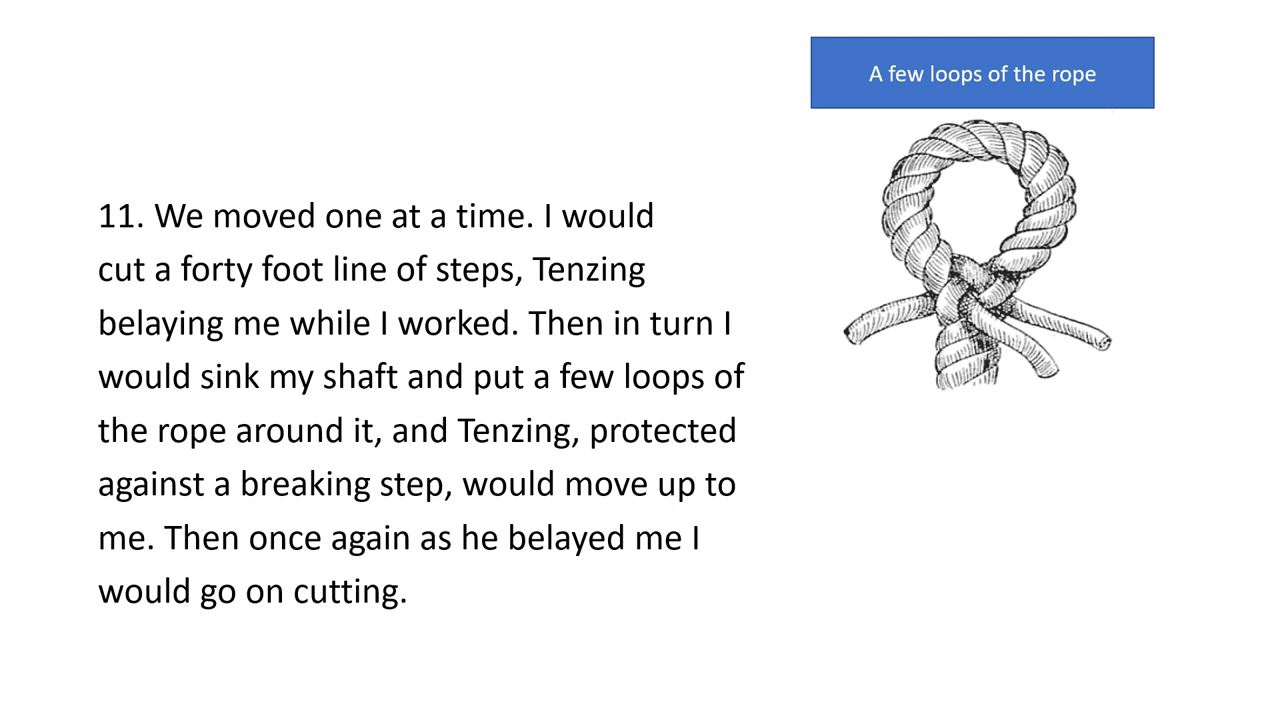 A few loops of the rope
11. We moved one at a time. I would
cut a forty foot line of steps, Tenzing
belaying me while I worked. Then in turn I
would sink my shaft and put a few loops of
the rope around it, and Tenzing, protected
against a breaking step, would move up to
me. Then once again as he belayed me I
would go on cutting.